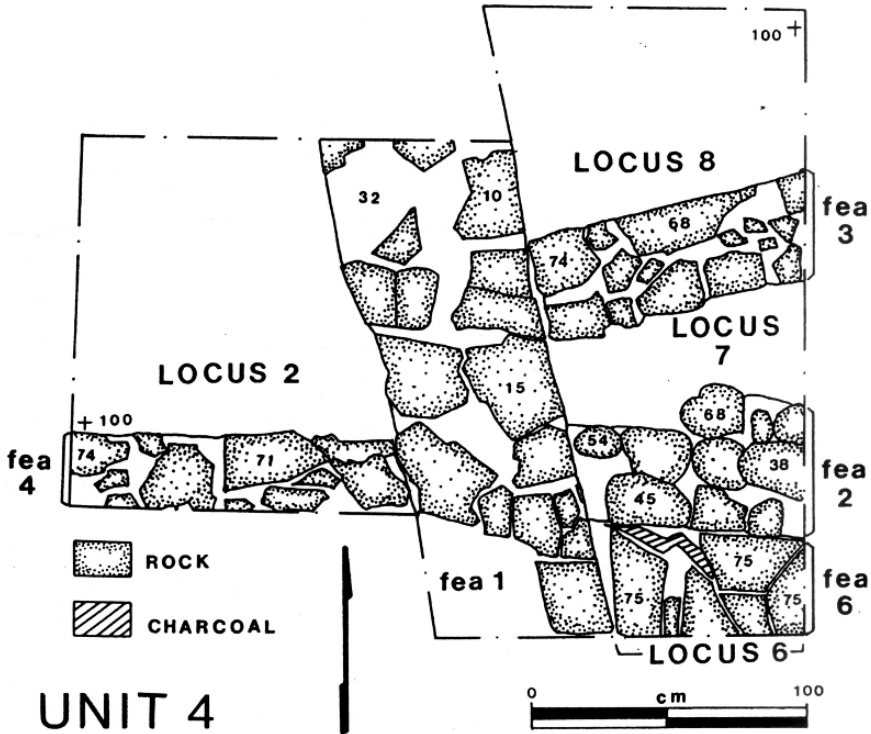 100 +
LOCUS 8
32
10
68
fea
3
74
LOCUS
7
LOCUS 2
15
+ 100
68
54
fea
4
74
71
38
fea
2
45
ROCK
fea 1
75
fea
6
75
75
CHARCOAL
LOCUS 6
UNIT 4
0
cm
100